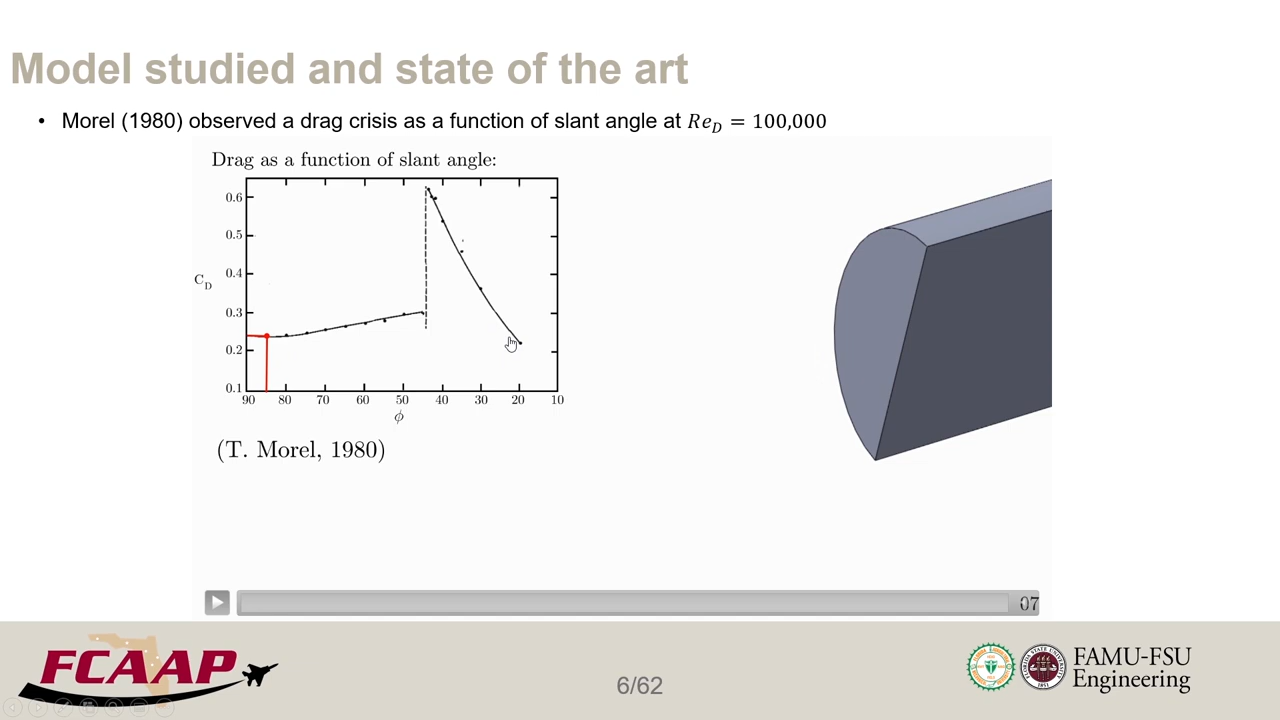 Model studied and state of the art
• Morel (1980) observed a drag crisis as a function of slant angle at 𝑅𝑒_𝐷 = 100,000
Drag as a function of slant angle:
0.6
0.5
C_D 0.4
0.3
0.2
0.1
90 80 70 60 50 40 30 20 10
ϕ
(T. Morel, 1980)
07
FCAAP
FAMU-FSU
Engineering
6/62